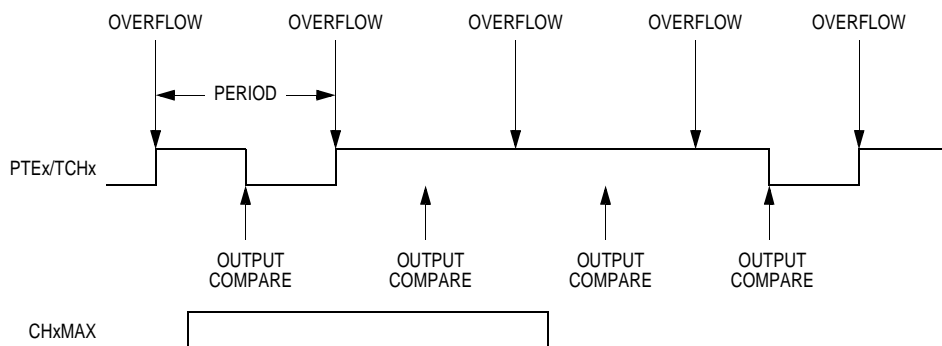 OVERFLOW OVERFLOW OVERFLOW OVERFLOW OVERFLOW
PERIOD
PTEx/TCHx
OUTPUT COMPARE
OUTPUT COMPARE
OUTPUT COMPARE
OUTPUT COMPARE
CHxMAX